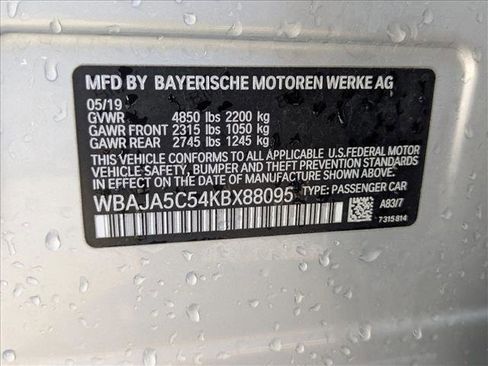 MFD BY BAYERISCHE MOTOREN WERKE AG
05/19
GVWR 4850 lbs 2200 kg
GAWR FRONT 2315 lbs 1050 kg
GAWR REAR 2745 lbs 1245 kg
THIS VEHICLE CONFORMS TO ALL APPLICABLE U.S.FEDERAL MOTOR
VEHICLE SAFETY, BUMPER AND THEFT PREVENTION STANDARDS
IN EFFECT ON THE DATE OF MANUFACTURE SHOWN ABOVE.
WBAJA5C54KBX88095 TYPE: PASSENGER CAR
A83/7
7315814